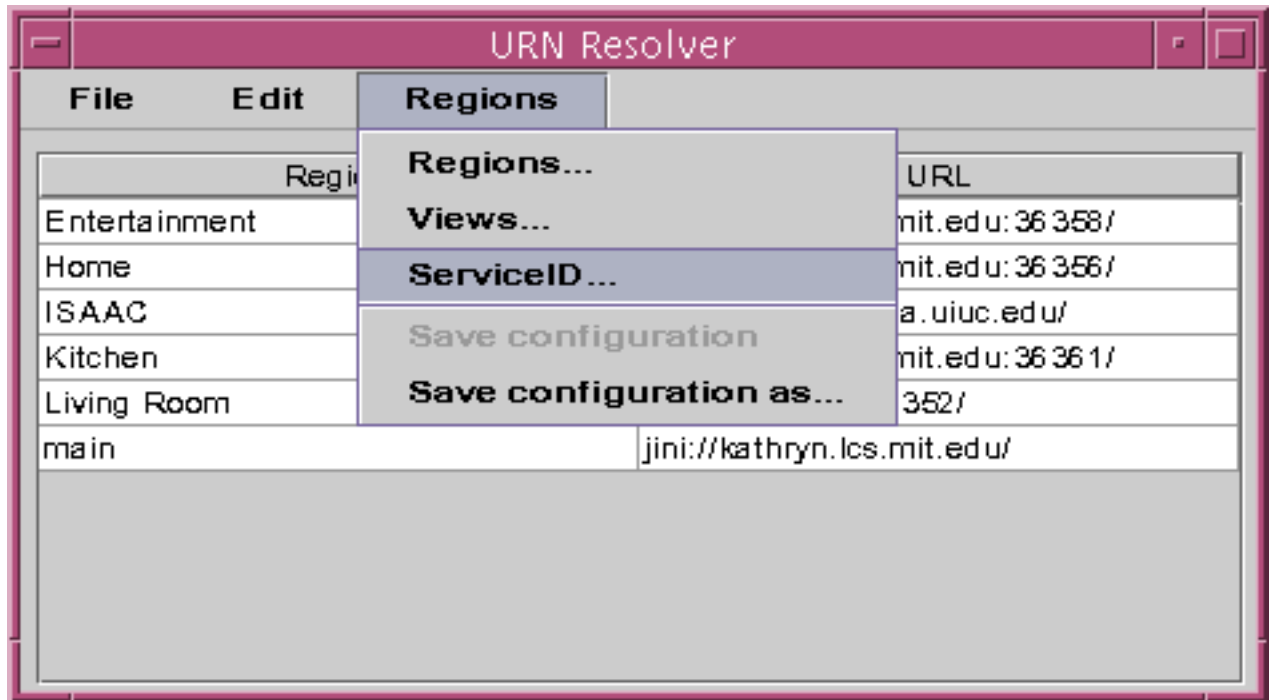 URN Resolver
File Edit Regions
Regions...
Views...
ServiceID...
Save configuration
Save configuration as...
URL
Entertainment mit.edu:36358/
Home mit.edu:36356/
ISAAC a.uiuc.edu/
Kitchen mit.edu:36361/
Living Room 352/
main jini://kathryn.lcs.mit.edu/